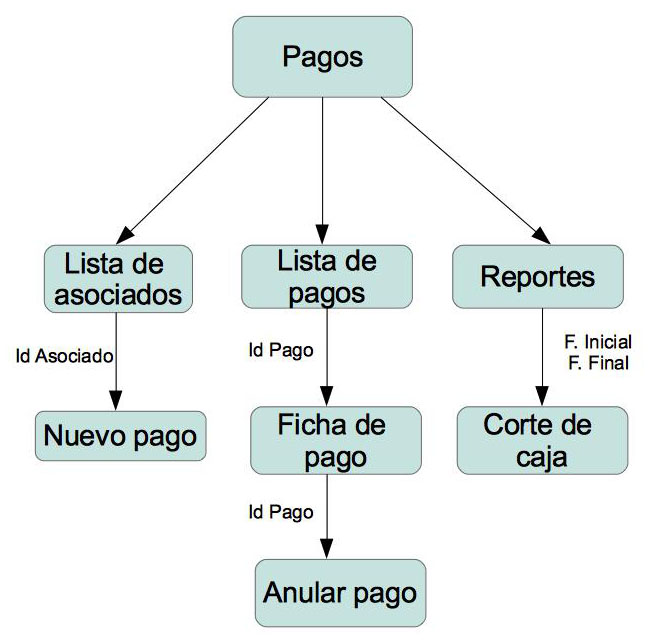 Pagos
Lista de
asociados
Lista de
pagos
Reportes
Id Asociado
Id Pago
F. Inicial
F. Final
Nuevo pago
Ficha de
pago
Corte de
caja
Id Pago
Anular pago